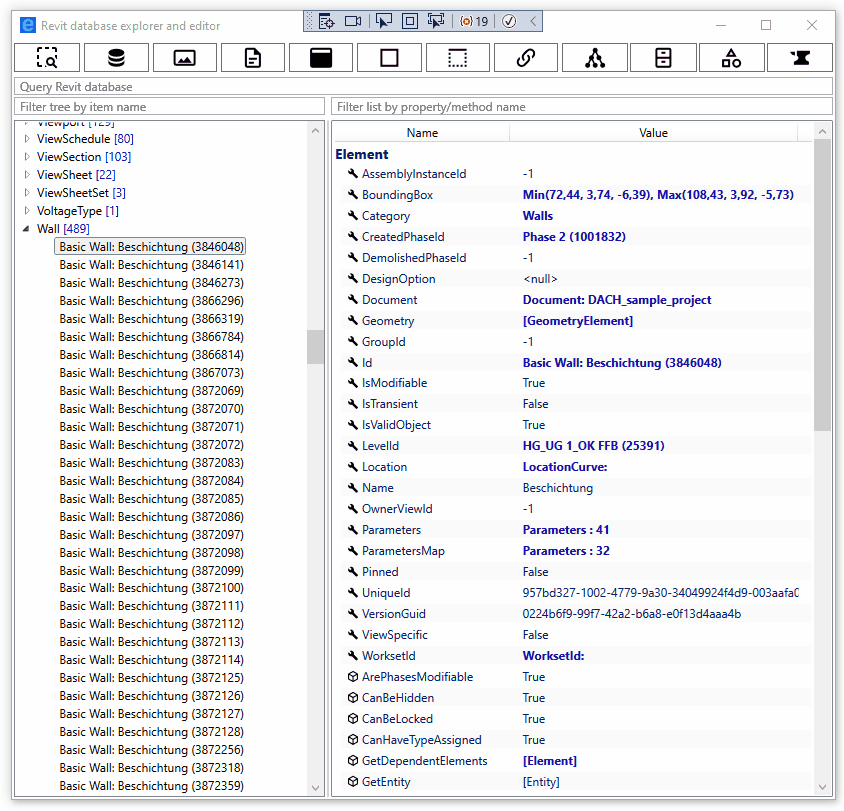 Revit database explorer and editor
19
Query Revit database
Filter tree by item name
Filter list by property/method name
Viewport [129]
ViewSchedule [80]
ViewSection [103]
ViewSheet [22]
ViewSheetSet [3]
VoltageType [1]
Wall [489]
Basic Wall: Beschichtung (3846048)
Basic Wall: Beschichtung (3846141)
Basic Wall: Beschichtung (3846273)
Basic Wall: Beschichtung (3866296)
Basic Wall: Beschichtung (3866319)
Basic Wall: Beschichtung (3866784)
Basic Wall: Beschichtung (3866814)
Basic Wall: Beschichtung (3867073)
Basic Wall: Beschichtung (3872069)
Basic Wall: Beschichtung (3872070)
Basic Wall: Beschichtung (3872071)
Basic Wall: Beschichtung (3872072)
Basic Wall: Beschichtung (3872083)
Basic Wall: Beschichtung (3872084)
Basic Wall: Beschichtung (3872085)
Basic Wall: Beschichtung (3872086)
Basic Wall: Beschichtung (3872097)
Basic Wall: Beschichtung (3872098)
Basic Wall: Beschichtung (3872099)
Basic Wall: Beschichtung (3872100)
Basic Wall: Beschichtung (3872111)
Basic Wall: Beschichtung (3872112)
Basic Wall: Beschichtung (3872113)
Basic Wall: Beschichtung (3872114)
Basic Wall: Beschichtung (3872125)
Basic Wall: Beschichtung (3872126)
Basic Wall: Beschichtung (3872127)
Basic Wall: Beschichtung (3872128)
Basic Wall: Beschichtung (3872256)
Basic Wall: Beschichtung (3872318)
Basic Wall: Beschichtung (3872359)
Name Value
Element
AssemblyInstanceId -1
BoundingBox Min(72,44, 3,74, -6,39), Max(108,43, 3,92, -5,73)
Category Walls
CreatedPhaseId Phase 2 (1001832)
DemolishedPhaseId -1
DesignOption <null>
Document Document: DACH_sample_project
Geometry [GeometryElement]
GroupId -1
Id Basic Wall: Beschichtung (3846048)
IsModifiable True
IsTransient False
IsValidObject True
LevelId HG_UG 1_OK FFB (25391)
Location LocationCurve:
Name Beschichtung
OwnerViewId -1
Parameters Parameters : 41
ParametersMap Parameters : 32
Pinned False
UniqueId 957bd327-1002-4779-9a30-34049924f4d9-003aafa0
VersionGuid 0224b6f9-99f7-42a2-b6a8-e0f13d4aaa4b
ViewSpecific False
WorksetId WorksetId:
ArePhasesModifiable True
CanBeHidden True
CanBeLocked True
CanHaveTypeAssigned True
GetDependentElements [Element]
GetEntity [Entity]